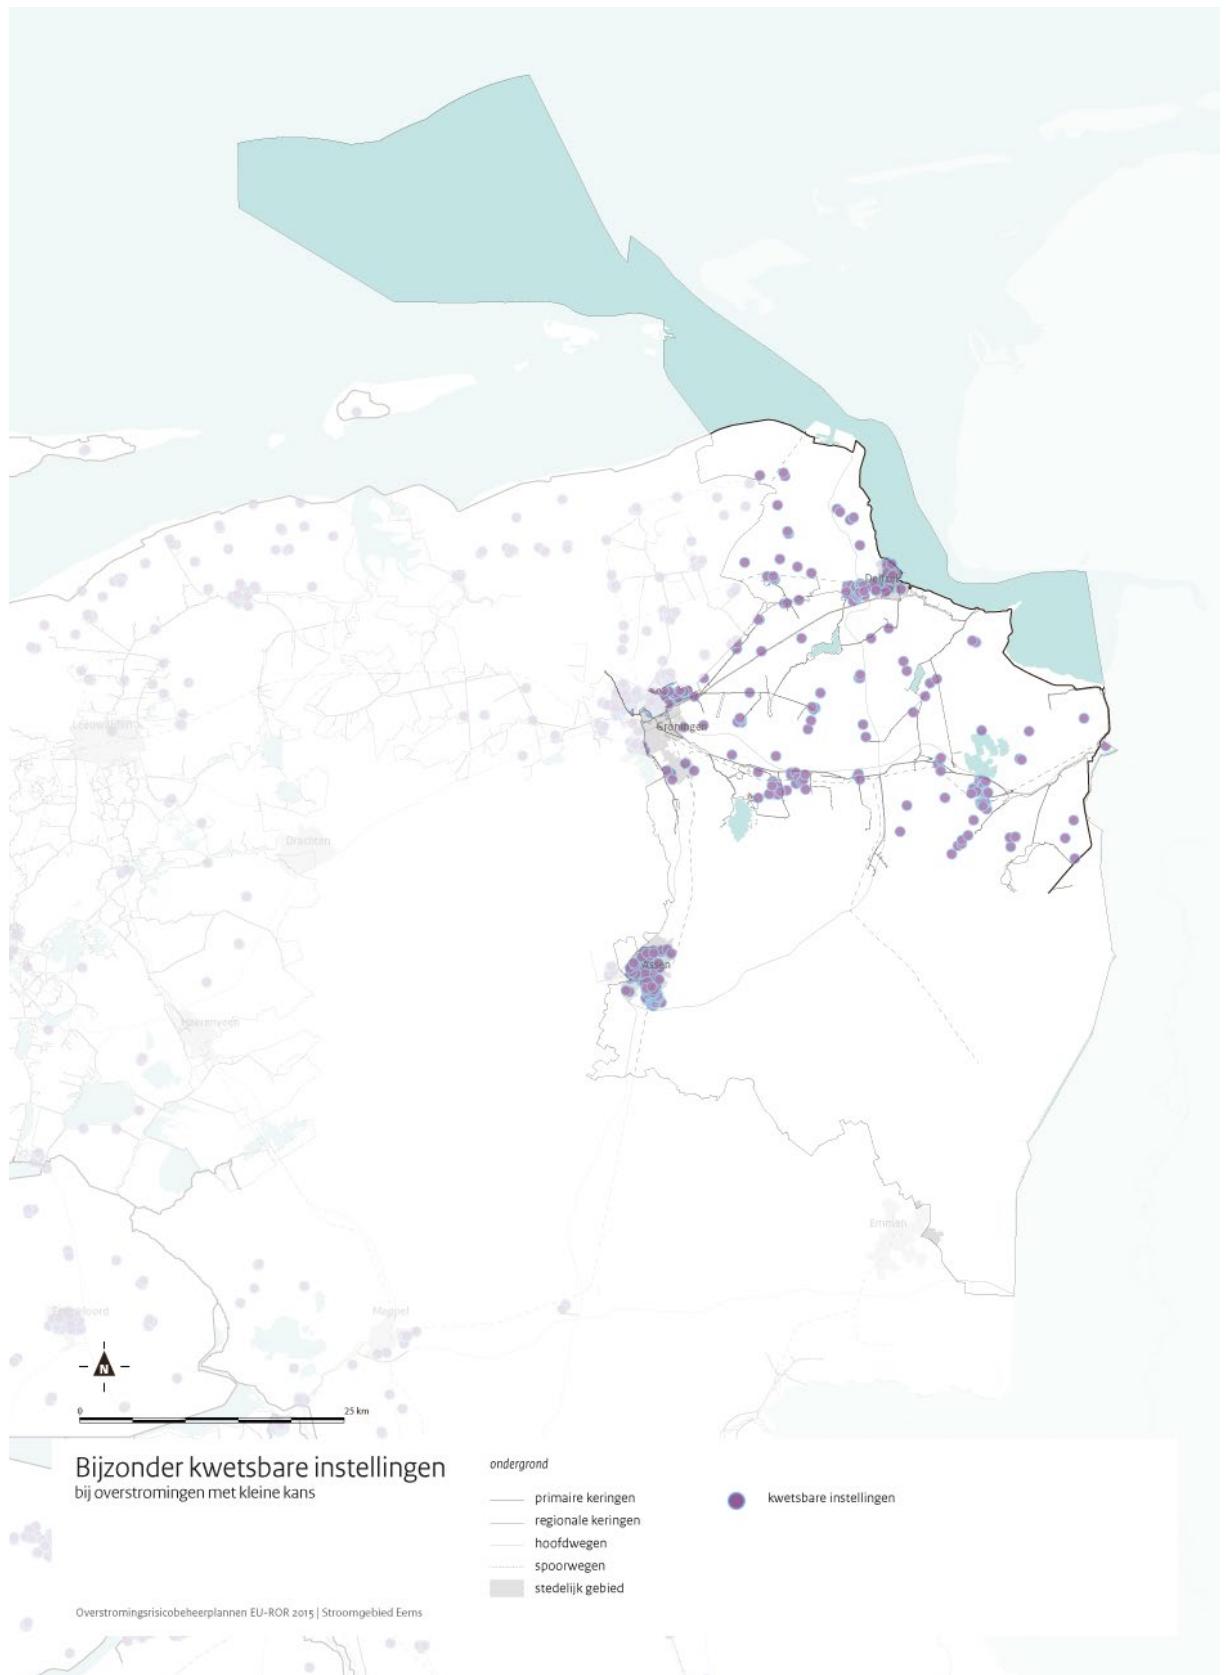 Delfzijl
Leeuwarden
Groningen
Drachten
Assen
Heerenveen
Emmen
Emmeloord
Meppel
N
0 25 km
Bijzonder kwetsbare instellingen
bij overstromingen met kleine kans
ondergrond
primaire keringen
regionale keringen
hoofdwegen
spoorwegen
stedelijk gebied
kwetsbare instellingen
Overstromingsrisicobeheerplannen EU-ROR 2015 | Stroomgebied Eems